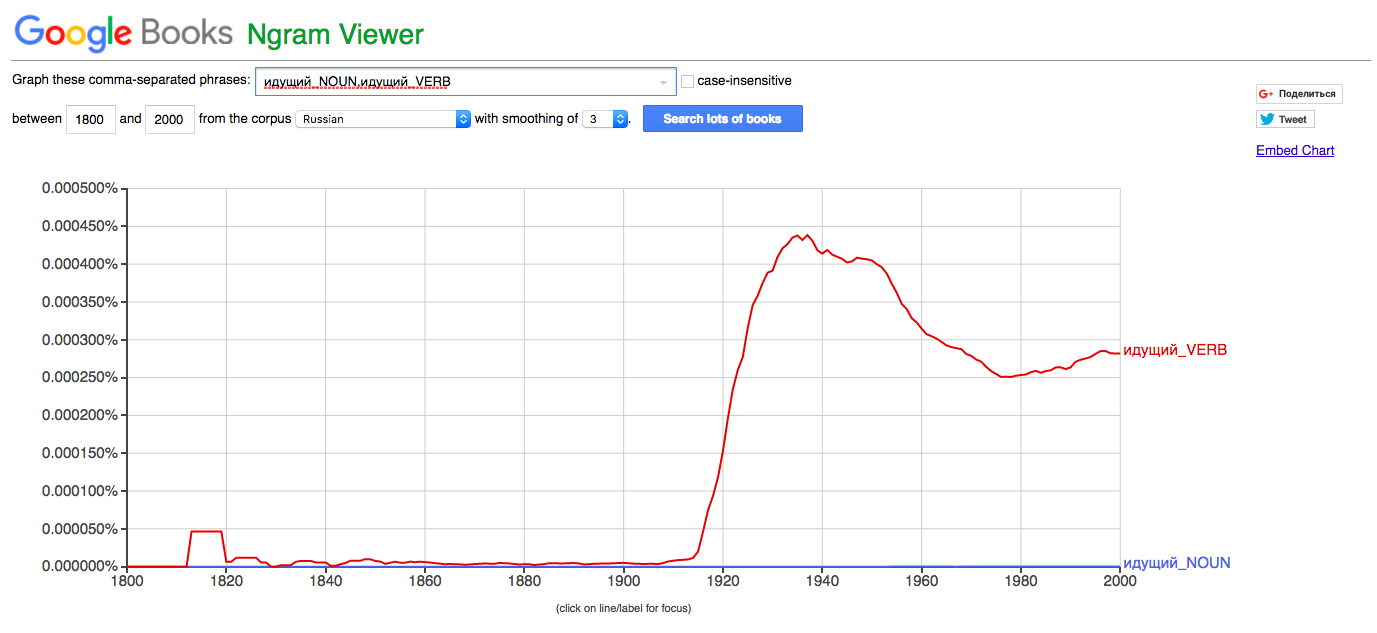 Google Books Ngram Viewer
Graph these comma-separated phrases: идущий_NOUN,идущий_VERB case-insensitive
between 1800 and 2000 from the corpus Russian with smoothing of 3 . Search lots of books
G+ Поделиться
Tweet
Embed Chart
0.000500%
0.000450%
0.000400%
0.000350%
0.000300%
0.000250%
0.000200%
0.000150%
0.000100%
0.000050%
0.000000%
идущий_VERB
идущий_NOUN
1800 1820 1840 1860 1880 1900 1920 1940 1960 1980 2000
(click on line/label for focus)